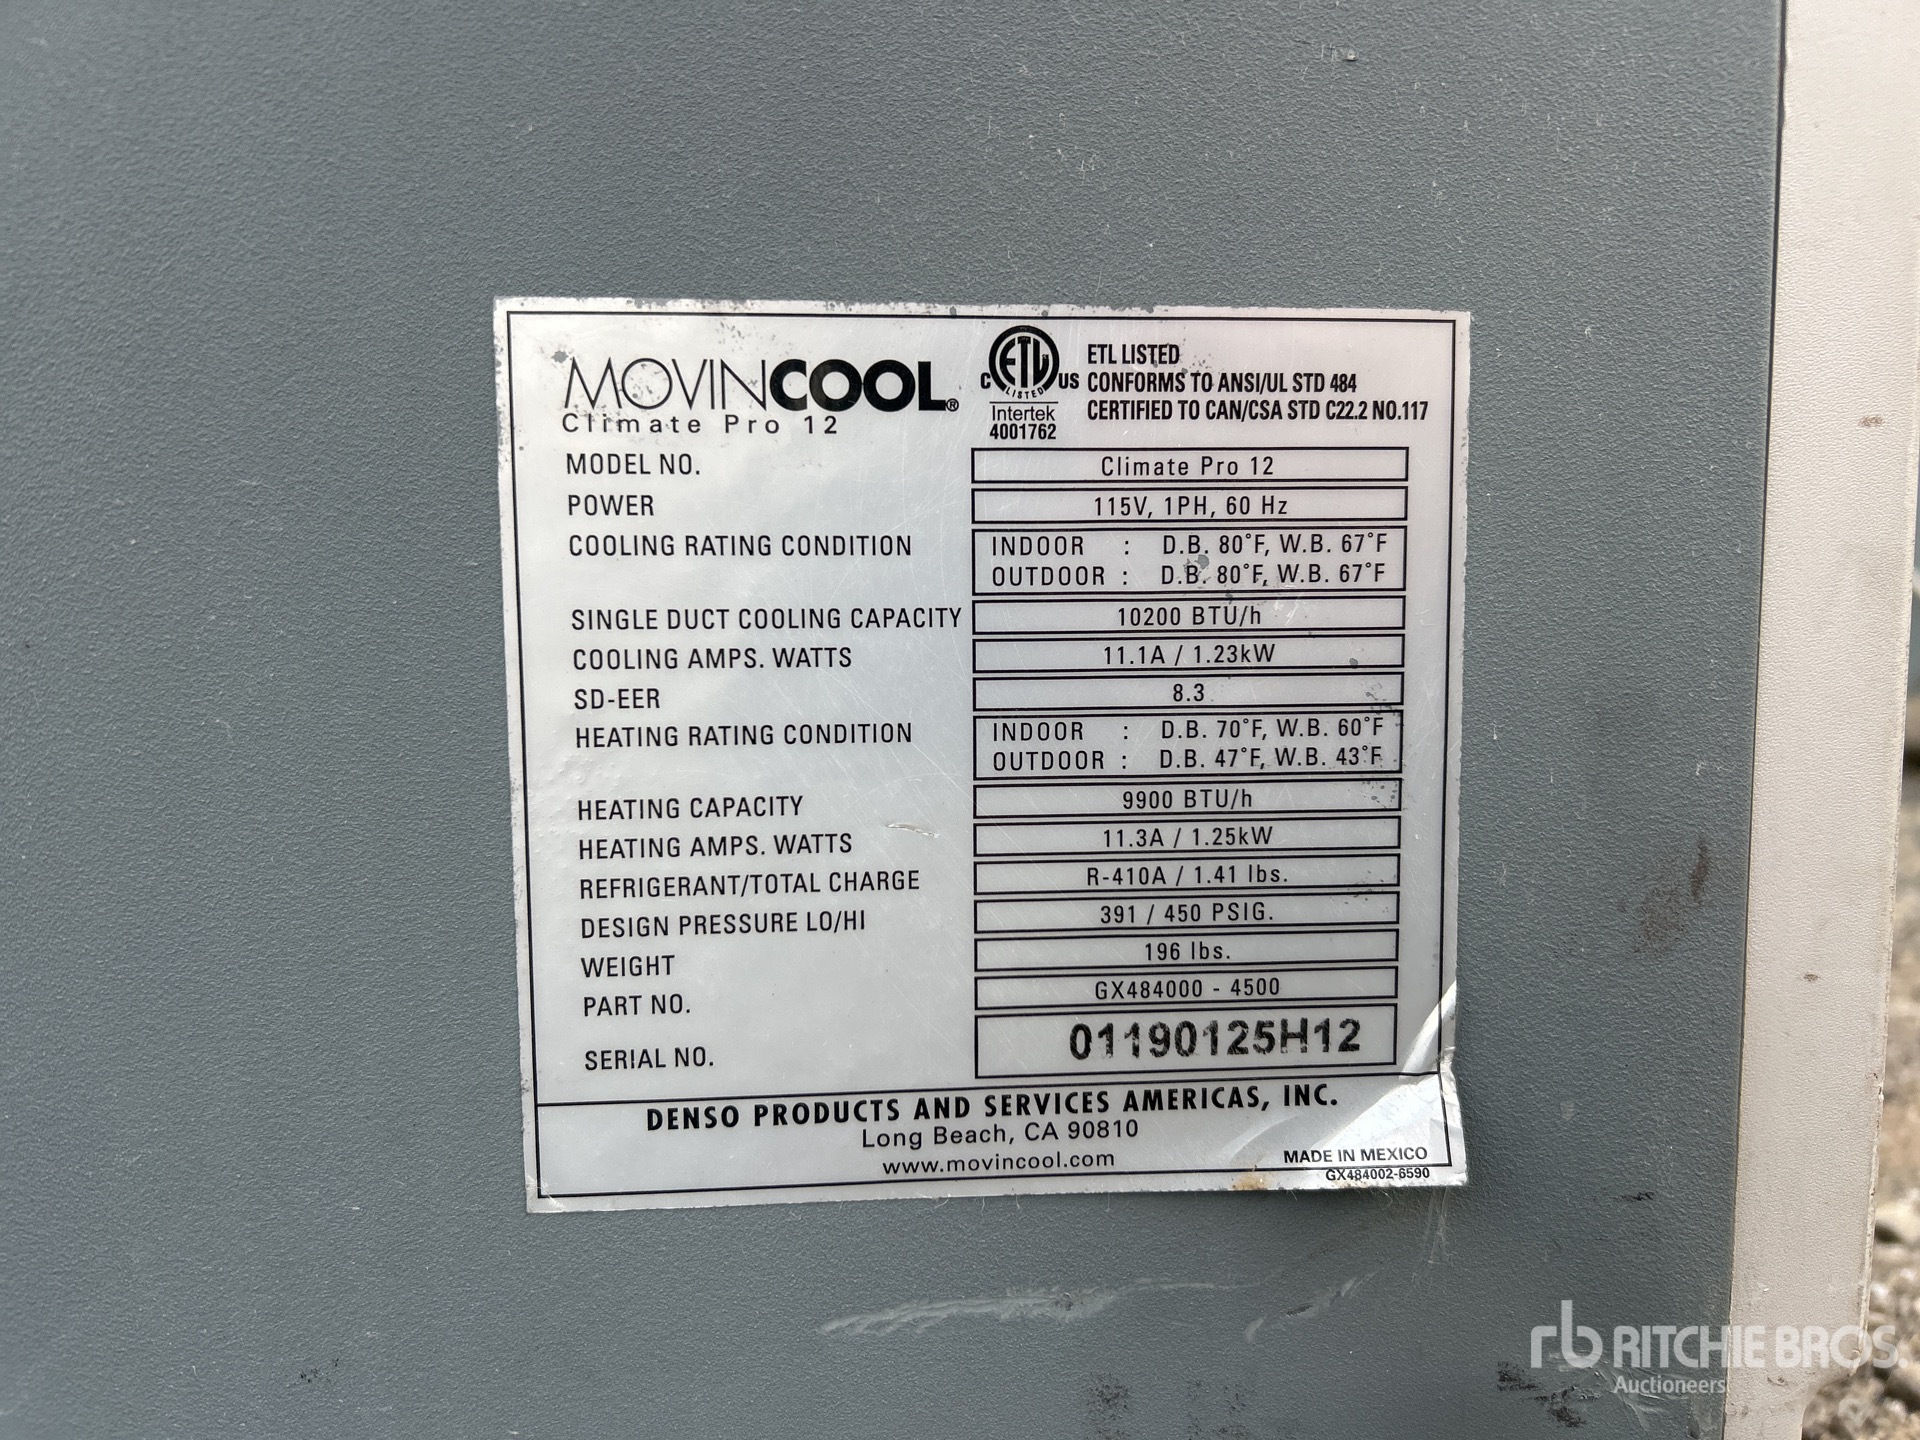 MOVINCOOL®
Climate Pro 12
C ETL LISTED US
Intertek
4001762
ETL LISTED
CONFORMS TO ANSI/UL STD 484
CERTIFIED TO CAN/CSA STD C22.2 NO.117
MODEL NO. Climate Pro 12
POWER 115V, 1PH, 60 Hz
COOLING RATING CONDITION INDOOR : D.B. 80°F, W.B. 67°F
OUTDOOR : D.B. 80°F, W.B. 67°F
SINGLE DUCT COOLING CAPACITY 10200 BTU/h
COOLING AMPS. WATTS 11.1A / 1.23kW
SD-EER 8.3
HEATING RATING CONDITION INDOOR : D.B. 70°F, W.B. 60°F
OUTDOOR : D.B. 47°F, W.B. 43°F
HEATING CAPACITY 9900 BTU/h
HEATING AMPS. WATTS 11.3A / 1.25kW
REFRIGERANT/TOTAL CHARGE R-410A / 1.41 lbs.
DESIGN PRESSURE LO/HI 391 / 450 PSIG.
WEIGHT 196 lbs.
PART NO. GX484000 - 4500
SERIAL NO. 01190125H12
DENSO PRODUCTS AND SERVICES AMERICAS, INC.
Long Beach, CA 90810
www.movincool.com
MADE IN MEXICO
GX484002-6590
rb RITCHIE BROS.
Auctioneers